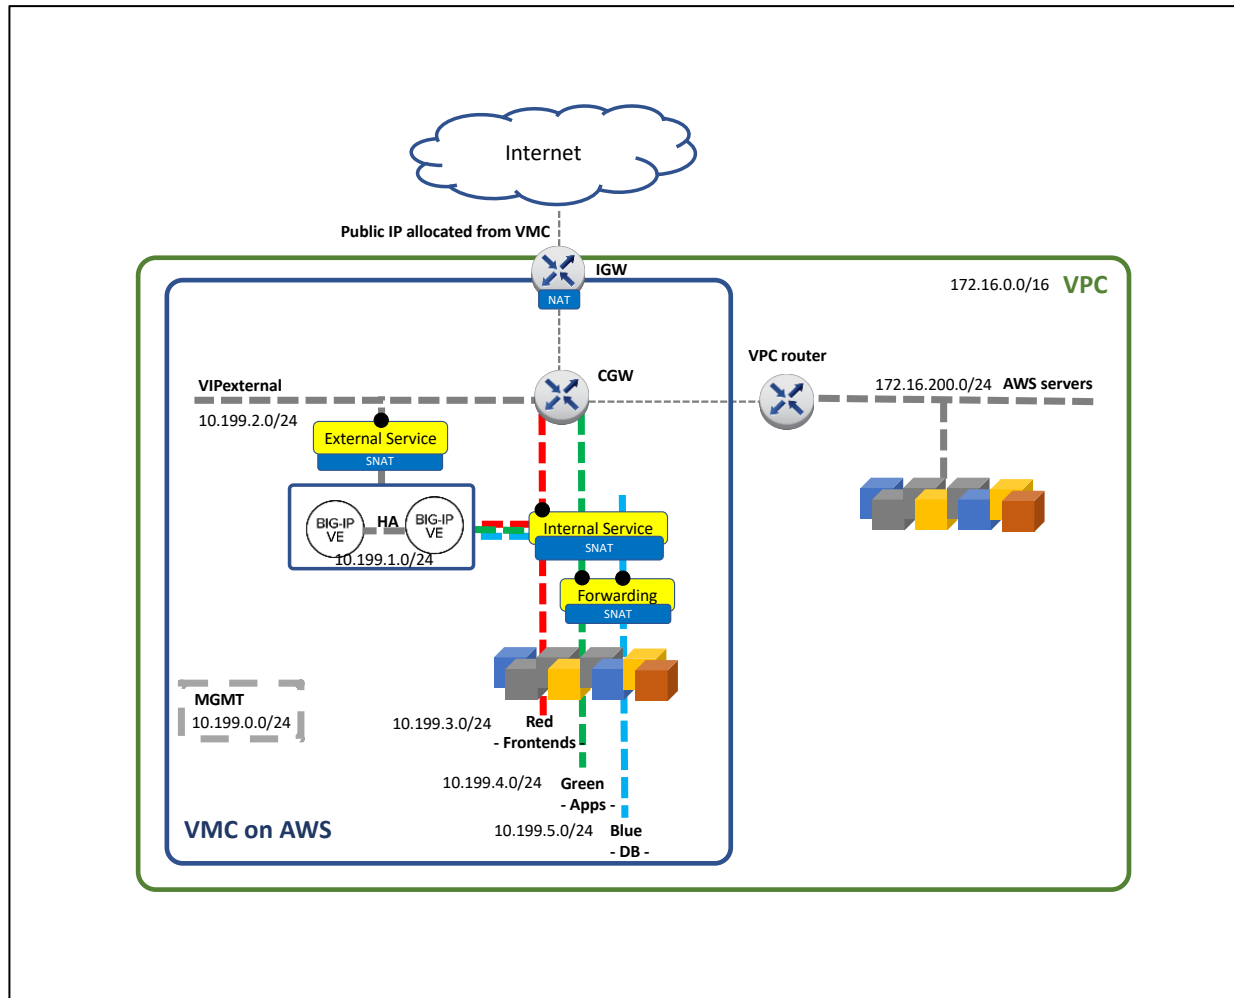 Internet
Public IP allocated from VMC
IGW
NAT
172.16.0.0/16 VPC
CGW
VPC router
VIPexternal
10.199.2.0/24
172.16.200.0/24 AWS servers
External Service
SNAT
BIG-IP
VE
HA
BIG-IP
VE
10.199.1.0/24
Internal Service
SNAT
Forwarding
SNAT
MGMT
10.199.0.0/24
10.199.3.0/24
Red
- Frontends -
10.199.4.0/24
Green
- Apps -
10.199.5.0/24
Blue
- DB -
VMC on AWS